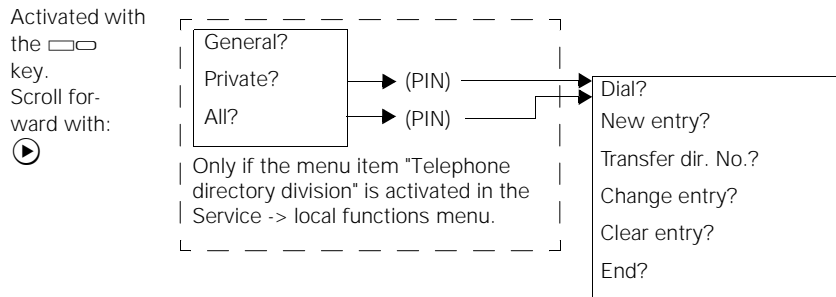 Activated with
the
key.
Scroll for-
ward with:
General?
Private?
All?
(PIN)
(PIN)
Only if the menu item "Telephone
directory division" is activated in the
Service -> local functions menu.
Dial?
New entry?
Transfer dir. No.?
Change entry?
Clear entry?
End?